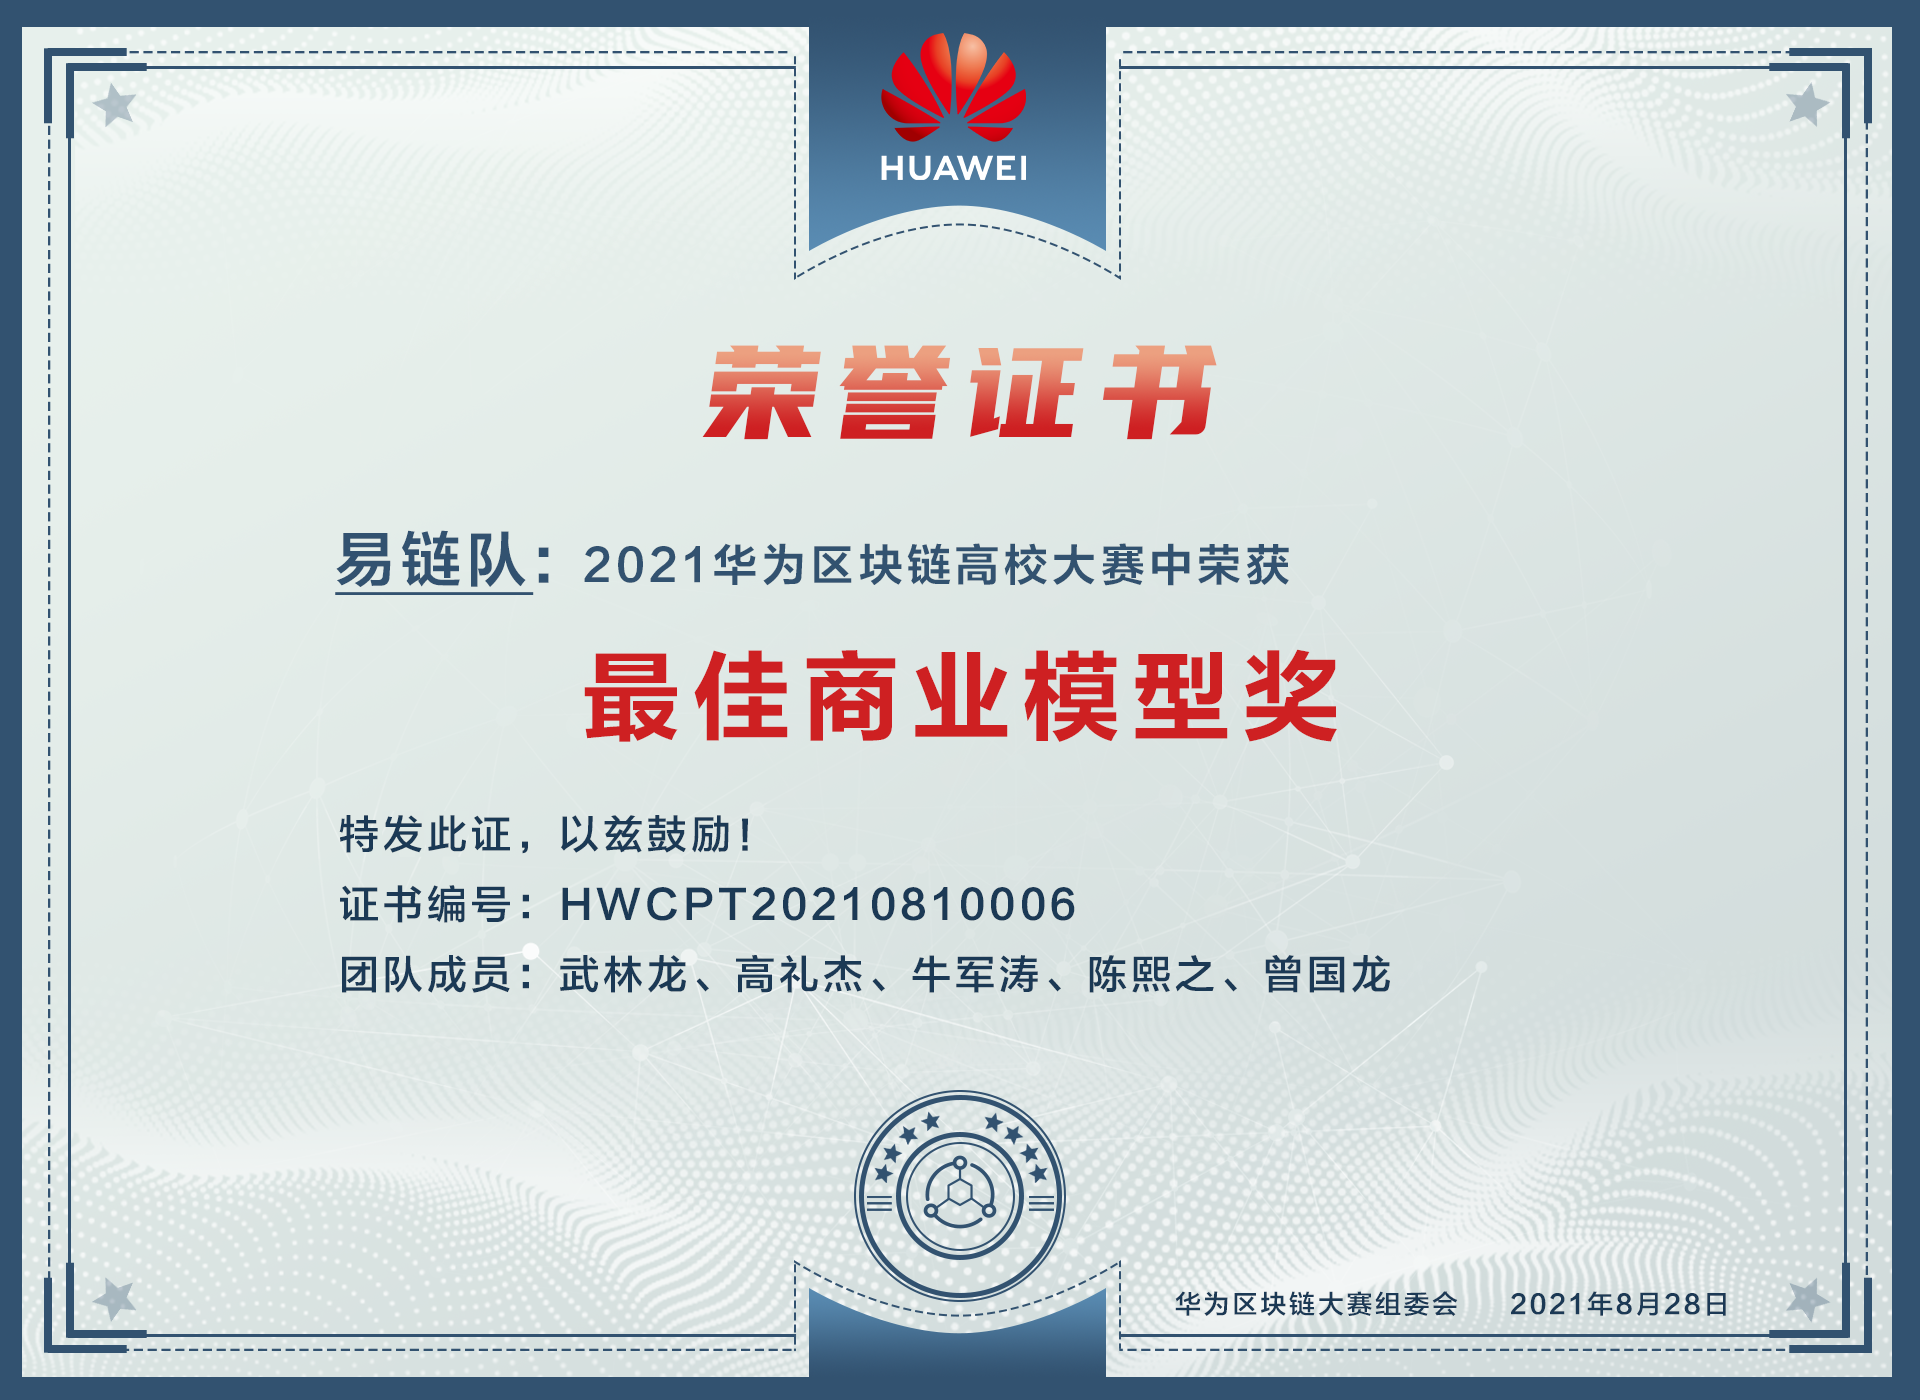 HUAWEI
荣誉证书
易链队：2021华为区块链高校大赛中荣获
最佳商业模型奖
特发此证，以兹鼓励！
证书编号：HWCPT20210810006
团队成员：武林龙、高礼杰、牛军涛、陈熙之、曾国龙
华为区块链大赛组委会 2021年8月28日